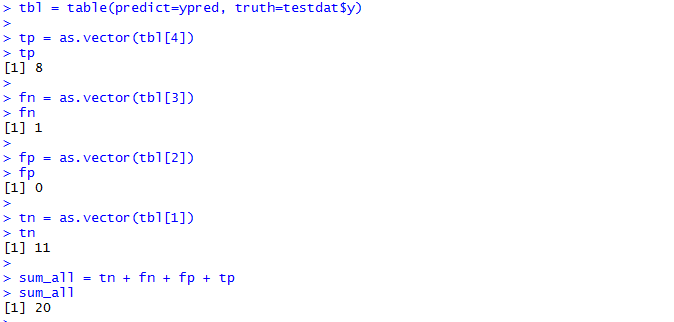 > tbl = table(predict=ypred, truth=testdat$y)
>
> tp = as.vector(tbl[4])
> tp
[1] 8
>
> fn = as.vector(tbl[3])
> fn
[1] 1
>
> fp = as.vector(tbl[2])
> fp
[1] 0
>
> tn = as.vector(tbl[1])
> tn
[1] 11
>
> sum_all = tn + fn + fp + tp
> sum_all
[1] 20
>